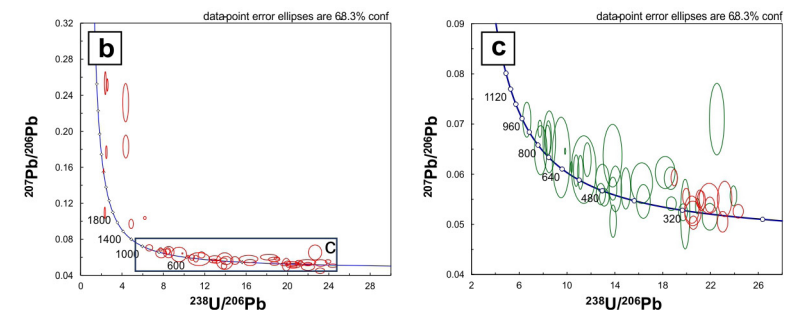 data-point error ellipses are 68.3% conf
b
0.32
0.28
0.24
0.20
0.16
0.12
0.08
0.04
207Pb/206Pb
1800
1400
1000
600
C
0 4 8 12 16 20 24 28
238U/206Pb
data-point error ellipses are 68.3% conf
c
0.09
0.08
0.07
0.06
0.05
0.04
207Pb/206Pb
1120
960
800
640
480
320
2 6 10 14 18 22 26
238U/206Pb